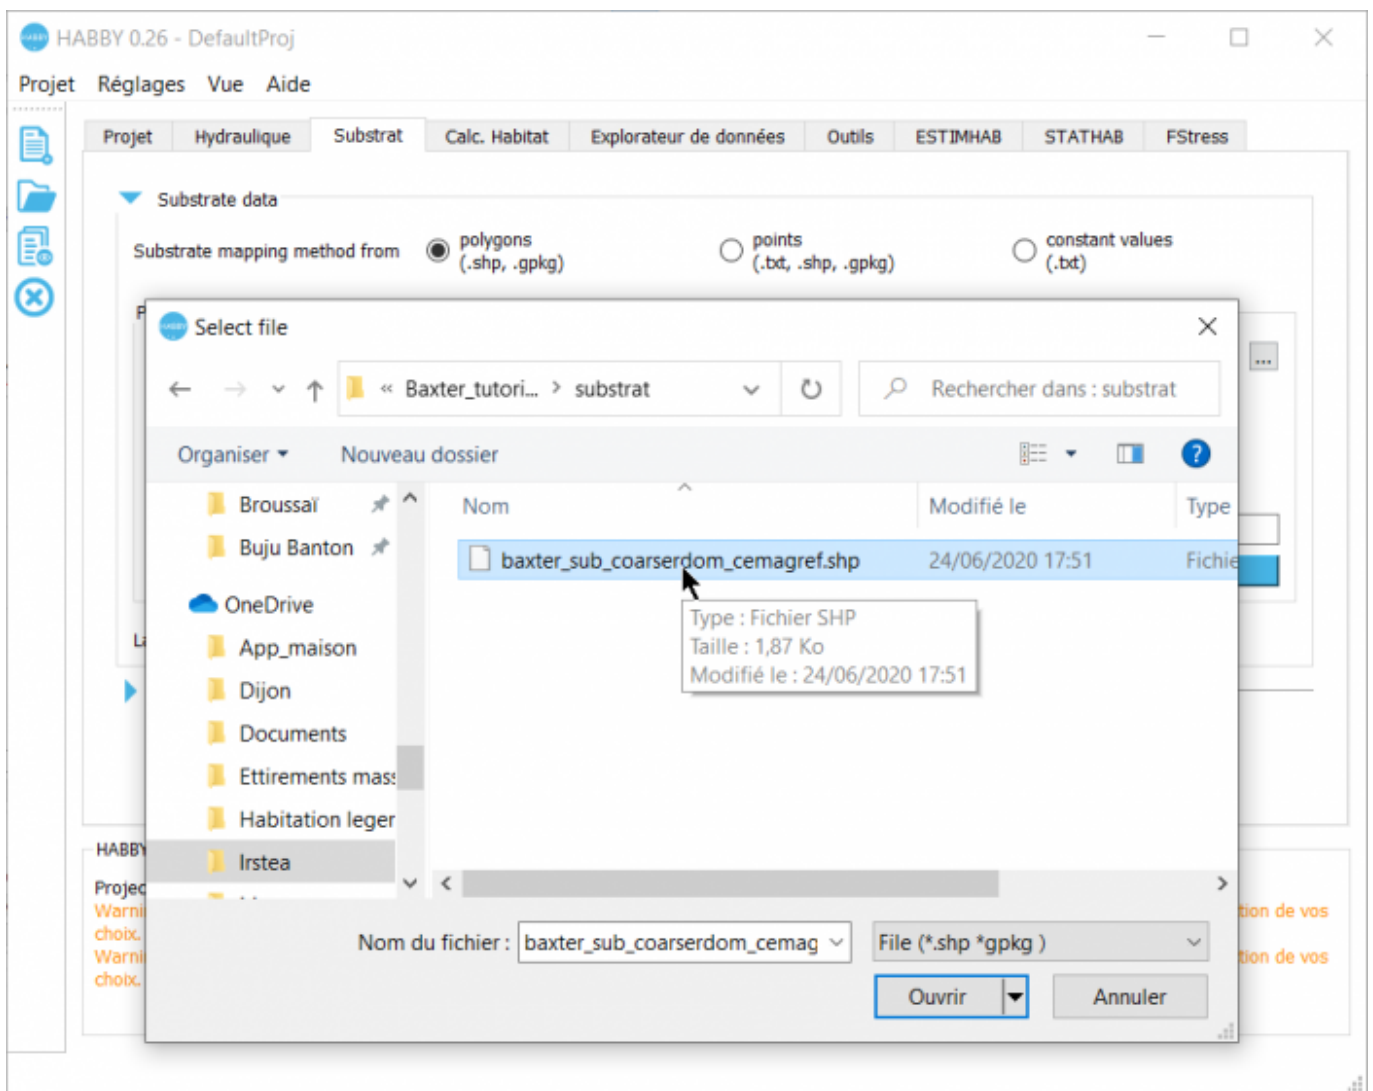 HABBY 0.26 - DefaultProj
Projet Réglages Vue Aide
Projet Hydraulique Substrat Calc. Habitat Explorateur de données Outils ESTIMHAB STATHAB FStress
Substrate data
Substrate mapping method from polygons (.shp, .gpkg) points (.txt, .shp, .gpkg) constant values (.txt)
Select file
« Baxter_tutori... > substrat
Rechercher dans : substrat
...
Organiser Nouveau dossier
?
Nom Modifié le Type
Broussaï
Buju Banton
baxter_sub_coarserdom_cemagref.shp 24/06/2020 17:51 Fichie
OneDrive
Type : Fichier SHP
Taille : 1,87 Ko
Modifié le : 24/06/2020 17:51
App_maison
Dijon
Documents
Ettirements mass
Habitation leger
Irstea
HABBY
Projec
Warni tion de vos
choix.
Warni tion de vos
choix.
Nom du fichier : baxter_sub_coarserdom_cemag File (*.shp *gpkg )
Ouvrir Annuler